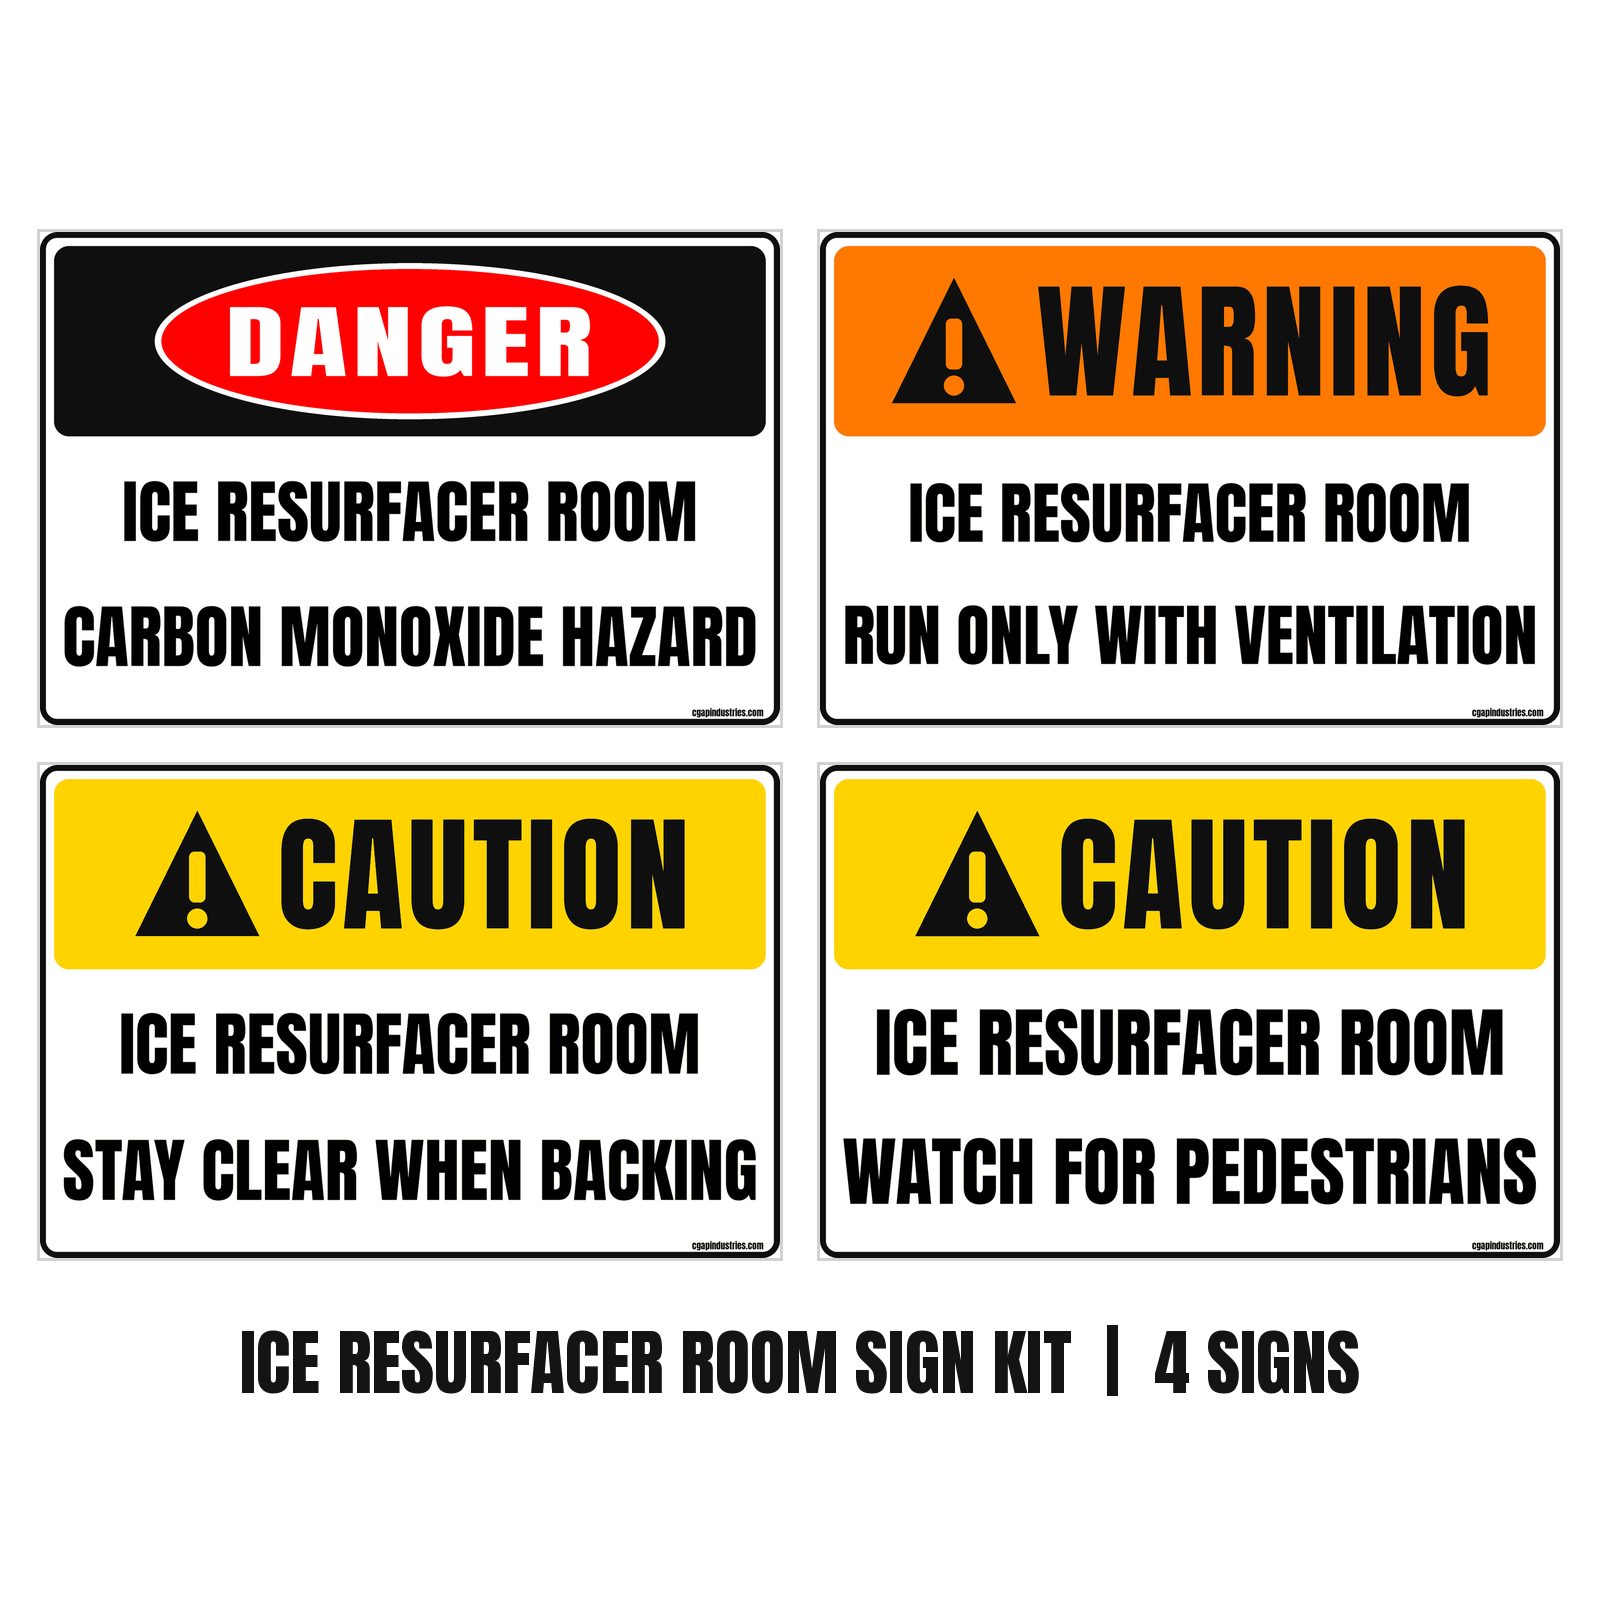 DANGER
ICE RESURFACER ROOM
CARBON MONOXIDE HAZARD
cgapindustries.com
WARNING
ICE RESURFACER ROOM
RUN ONLY WITH VENTILATION
cgapindustries.com
CAUTION
ICE RESURFACER ROOM
STAY CLEAR WHEN BACKING
cgapindustries.com
CAUTION
ICE RESURFACER ROOM
WATCH FOR PEDESTRIANS
cgapindustries.com
ICE RESURFACER ROOM SIGN KIT | 4 SIGNS